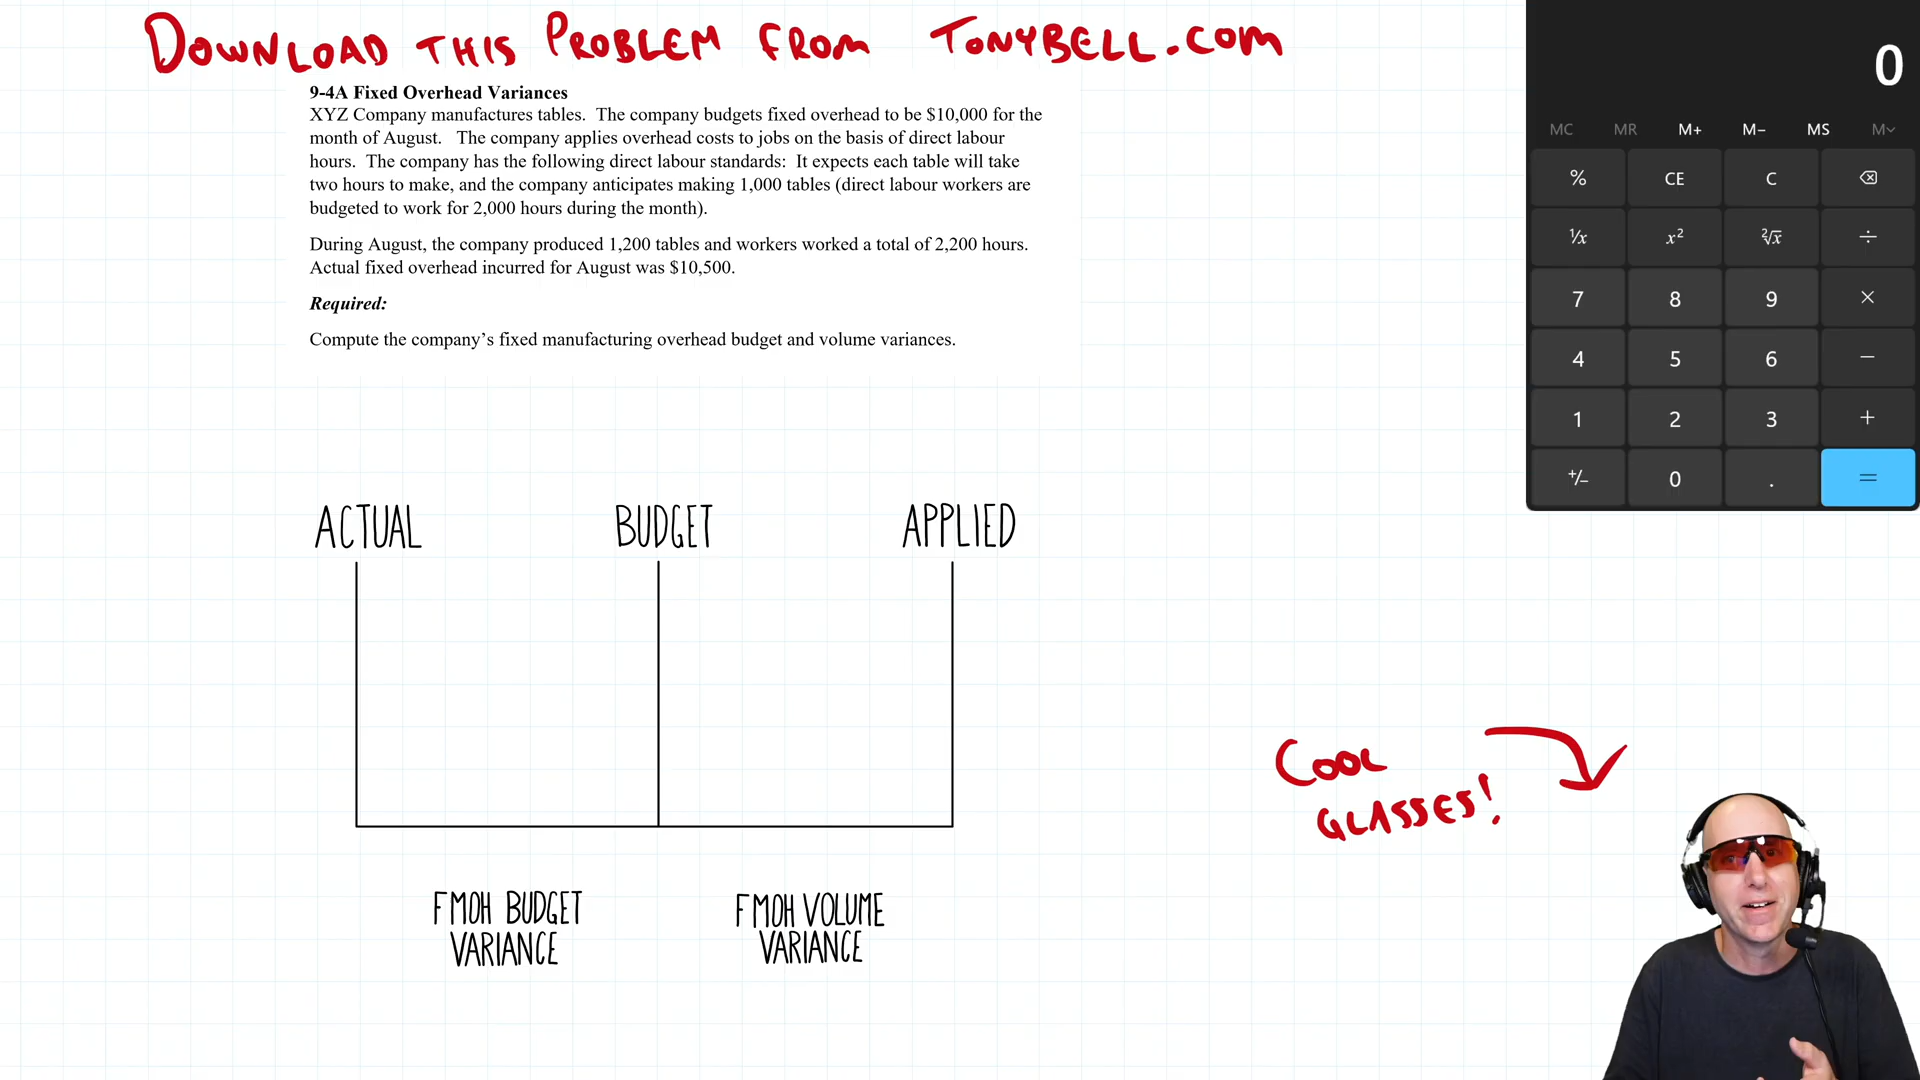 DOWNLOAD THIS PROBLEM FROM TONYBELL.COM
9-4A Fixed Overhead Variances
XYZ Company manufactures tables. The company budgets fixed overhead to be $10,000 for the
month of August. The company applies overhead costs to jobs on the basis of direct labour
hours. The company has the following direct labour standards: It expects each table will take
two hours to make, and the company anticipates making 1,000 tables (direct labour workers are
budgeted to work for 2,000 hours during the month).
During August, the company produced 1,200 tables and workers worked a total of 2,200 hours.
Actual fixed overhead incurred for August was $10,500.
Required:
Compute the company’s fixed manufacturing overhead budget and volume variances.
0
MC MR M+ M− MS M˅
% CE C ⌫
¹⁄x x² ²√x ÷
7 8 9 ×
4 5 6 −
1 2 3 +
+/− 0 . =
ACTUAL BUDGET APPLIED
COOL
GLASSES!
FMOH BUDGET
VARIANCE
FMOH VOLUME
VARIANCE